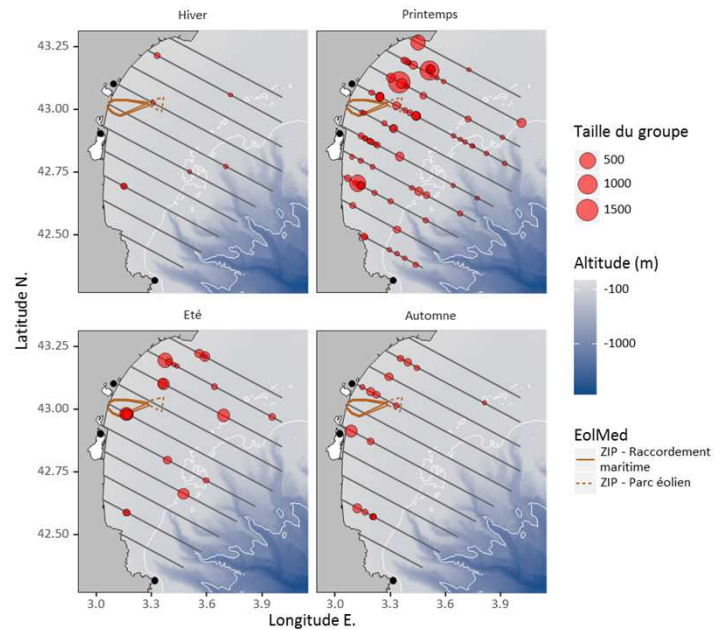 Hiver
Printemps
43.25
43.00
42.75
42.50
Latitude N.
Eté
Automne
43.25
43.00
42.75
42.50
3.0 3.3 3.6 3.9 3.0 3.3 3.6 3.9
Longitude E.
Taille du groupe
500
1000
1500
Altitude (m)
-100
-1000
EolMed
ZIP - Raccordement
maritime
ZIP - Parc éolien